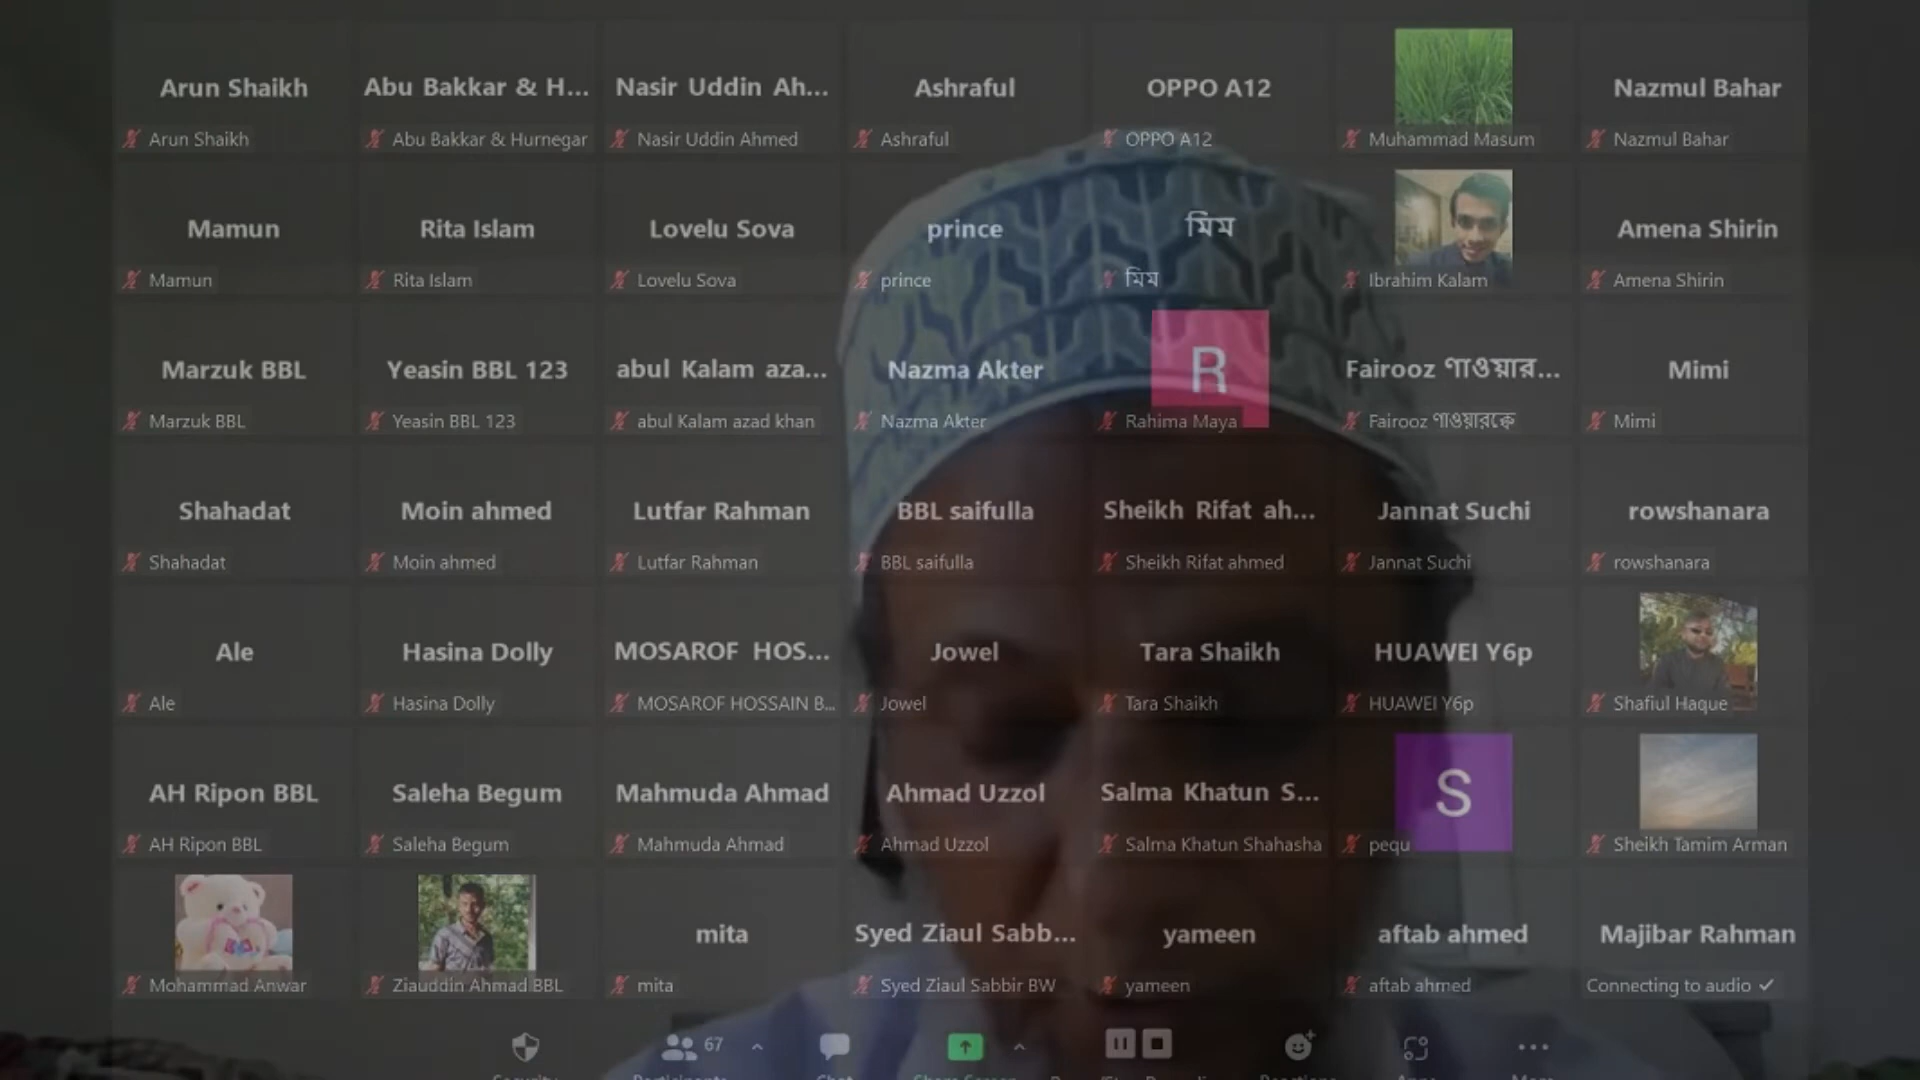 Arun Shaikh
Abu Bakkar & H...
Nasir Uddin Ah...
Ashraful
OPPO A12
Nazmul Bahar
Arun Shaikh
Abu Bakkar & Hurnegar
Nasir Uddin Ahmed
Ashraful
OPPO A12
Muhammad Masum
Nazmul Bahar
Mamun
Rita Islam
Lovelu Sova
prince
মিম
Amena Shirin
Mamun
Rita Islam
Lovelu Sova
prince
মিম
Ibrahim Kalam
Amena Shirin
Marzuk BBL
Yeasin BBL 123
abul Kalam aza...
Nazma Akter
R
Fairooz ণাওয়ার...
Mimi
Marzuk BBL
Yeasin BBL 123
abul Kalam azad khan
Nazma Akter
Rahima Maya
Fairooz
Mimi
Shahadat
Moin ahmed
Lutfar Rahman
BBL saifulla
Sheikh Rifat ah...
Jannat Suchi
rowshanara
Shahadat
Moin ahmed
Lutfar Rahman
BBL saifulla
Sheikh Rifat ahmed
Jannat Suchi
rowshanara
Ale
Hasina Dolly
MOSAROF HOS...
Jowel
Tara Shaikh
HUAWEI Y6p
Ale
Hasina Dolly
MOSAROF HOSSAIN B...
Jowel
Tara Shaikh
HUAWEI Y6p
Shafiul Haque
AH Ripon BBL
Saleha Begum
Mahmuda Ahmad
Ahmad Uzzol
Salma Khatun S...
S
AH Ripon BBL
Saleha Begum
Mahmuda Ahmad
Ahmad Uzzol
Salma Khatun Shahasha
pequ
Sheikh Tamim Arman
mita
Syed Ziaul Sabb...
yameen
aftab ahmed
Majibar Rahman
Mohammad Anwar
Ziauddin Ahmad BBL
mita
Syed Ziaul Sabbir BW
yameen
aftab ahmed
Connecting to audio
67